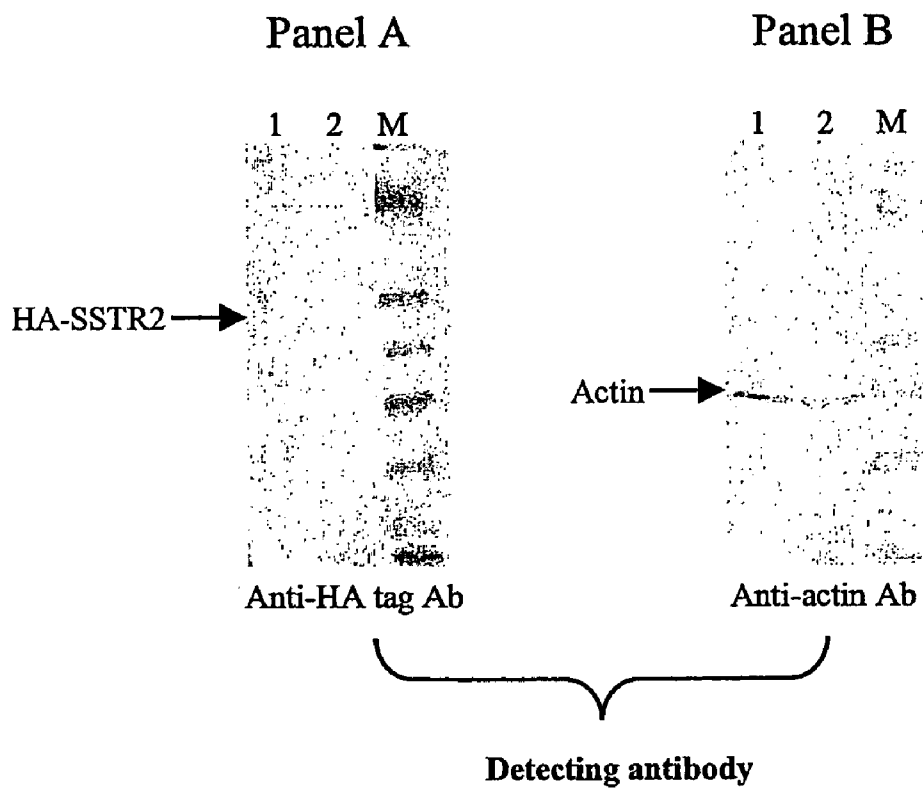 Panel A
1 2 M
HA-SSTR2
Anti-HA tag Ab
Panel B
1 2 M
Actin
Anti-actin Ab
Detecting antibody